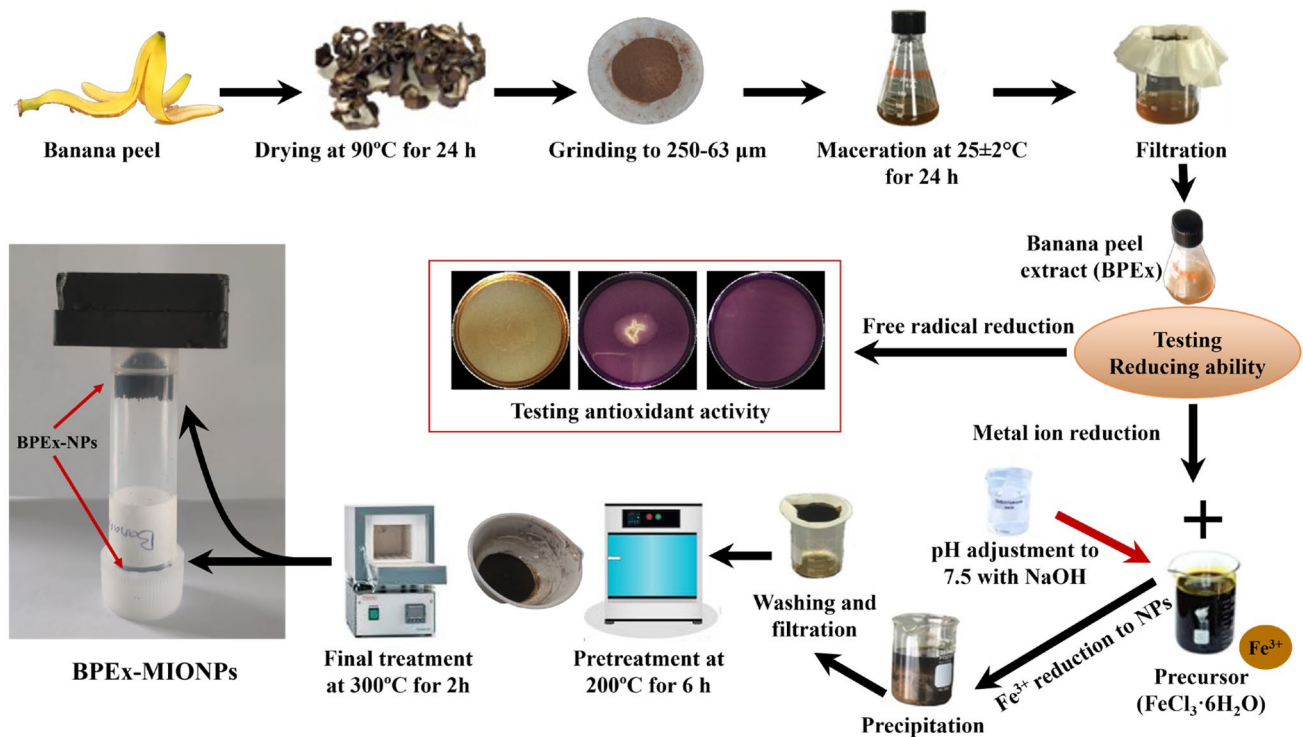 Banana peel
Drying at 90ºC for 24 h
Grinding to 250-63 µm
Maceration at 25±2°C
for 24 h
Filtration
Banana peel
extract (BPEx)
Free radical reduction
Testing
Reducing ability
Testing antioxidant activity
Metal ion reduction
+
pH adjustment to
7.5 with NaOH
Fe³⁺
Precursor
(FeCl₃·6H₂O)
Fe³⁺ reduction to NPs
Precipitation
Washing and
filtration
Pretreatment at
200ºC for 6 h
Final treatment
at 300ºC for 2h
BPEx-NPs
BPEx-MIONPs